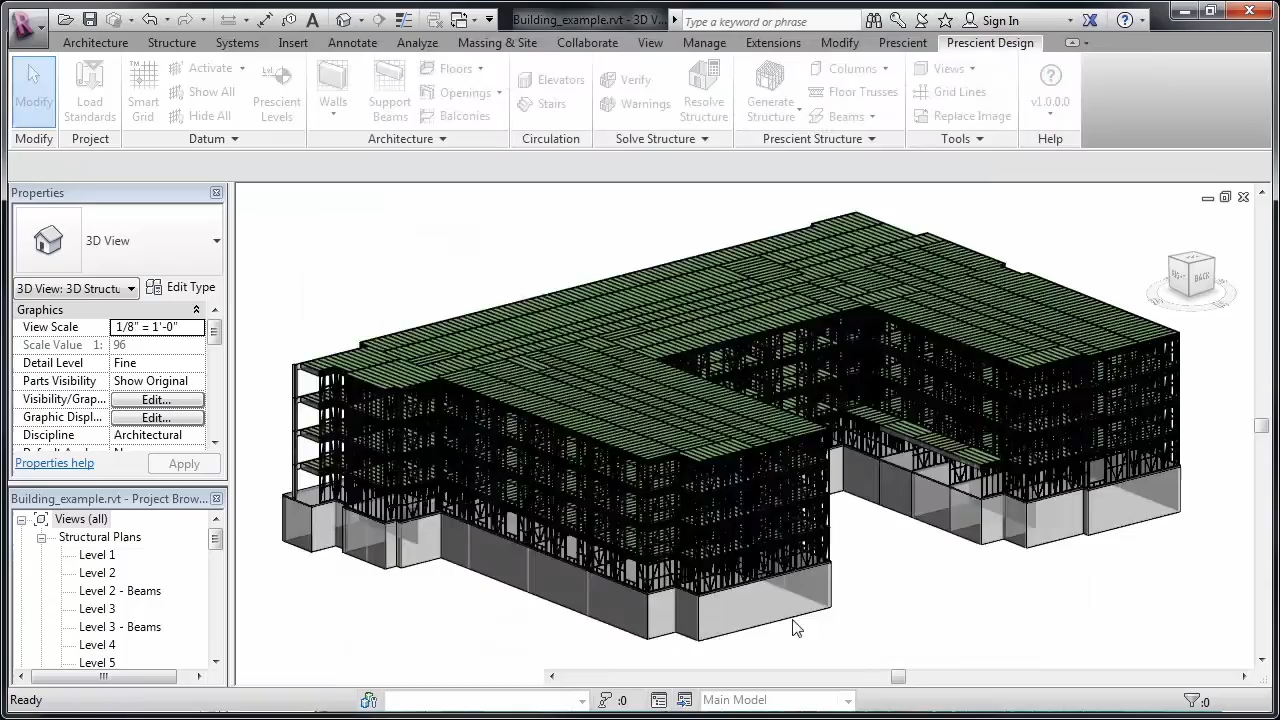 Building_example.rvt - 3D V...
Type a keyword or phrase
Sign In
Architecture Structure Systems Insert Annotate Analyze Massing & Site Collaborate View Manage Extensions Modify Prescient Prescient Design
Modify
Load Standards
Smart Grid
Activate
Show All
Hide All
Prescient Levels
Walls
Support Beams
Floors
Openings
Balconies
Elevators
Stairs
Verify
Warnings
Resolve Structure
Generate Structure
Columns
Floor Trusses
Beams
Views
Grid Lines
Replace Image
v1.0.0.0
Modify Project Datum Architecture Circulation Solve Structure Prescient Structure Tools Help
Properties
3D View
3D View: 3D Structu
Edit Type
Graphics
View Scale 1/8" = 1'-0"
Scale Value 1: 96
Detail Level Fine
Parts Visibility Show Original
Visibility/Grap... Edit...
Graphic Displ... Edit...
Discipline Architectural
Properties help
Apply
Building_example.rvt - Project Brow...
Views (all)
Structural Plans
Level 1
Level 2
Level 2 - Beams
Level 3
Level 3 - Beams
Level 4
Level 5
BACK
Ready
:0
Main Model
:0